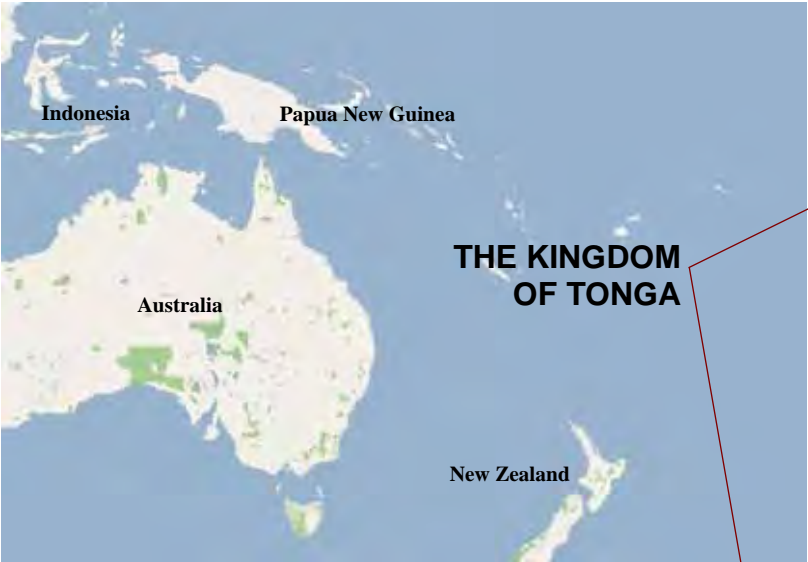 Indonesia
Papua New Guinea
THE KINGDOM
OF TONGA
Australia
New Zealand